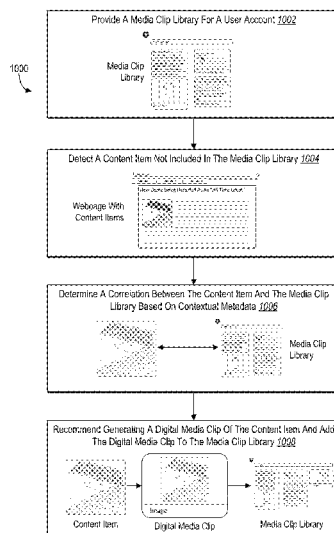 1000
Provide A Media Clip Library For A User Account 1002
Media Clip
Library
Detect A Content Item Not Included In The Media Clip Library 1004
Webpage With
Content Items
Determine A Correlation Between The Content Item And The Media Clip
Library Based On Contextual Metadata 1006
Media Clip
Library
Recommend Generating A Digital Media Clip Of The Content Item And Add
The Digital Media Clip To The Media Clip Library 1008
Image
Content Item
Digital Media Clip
Media Clip Library